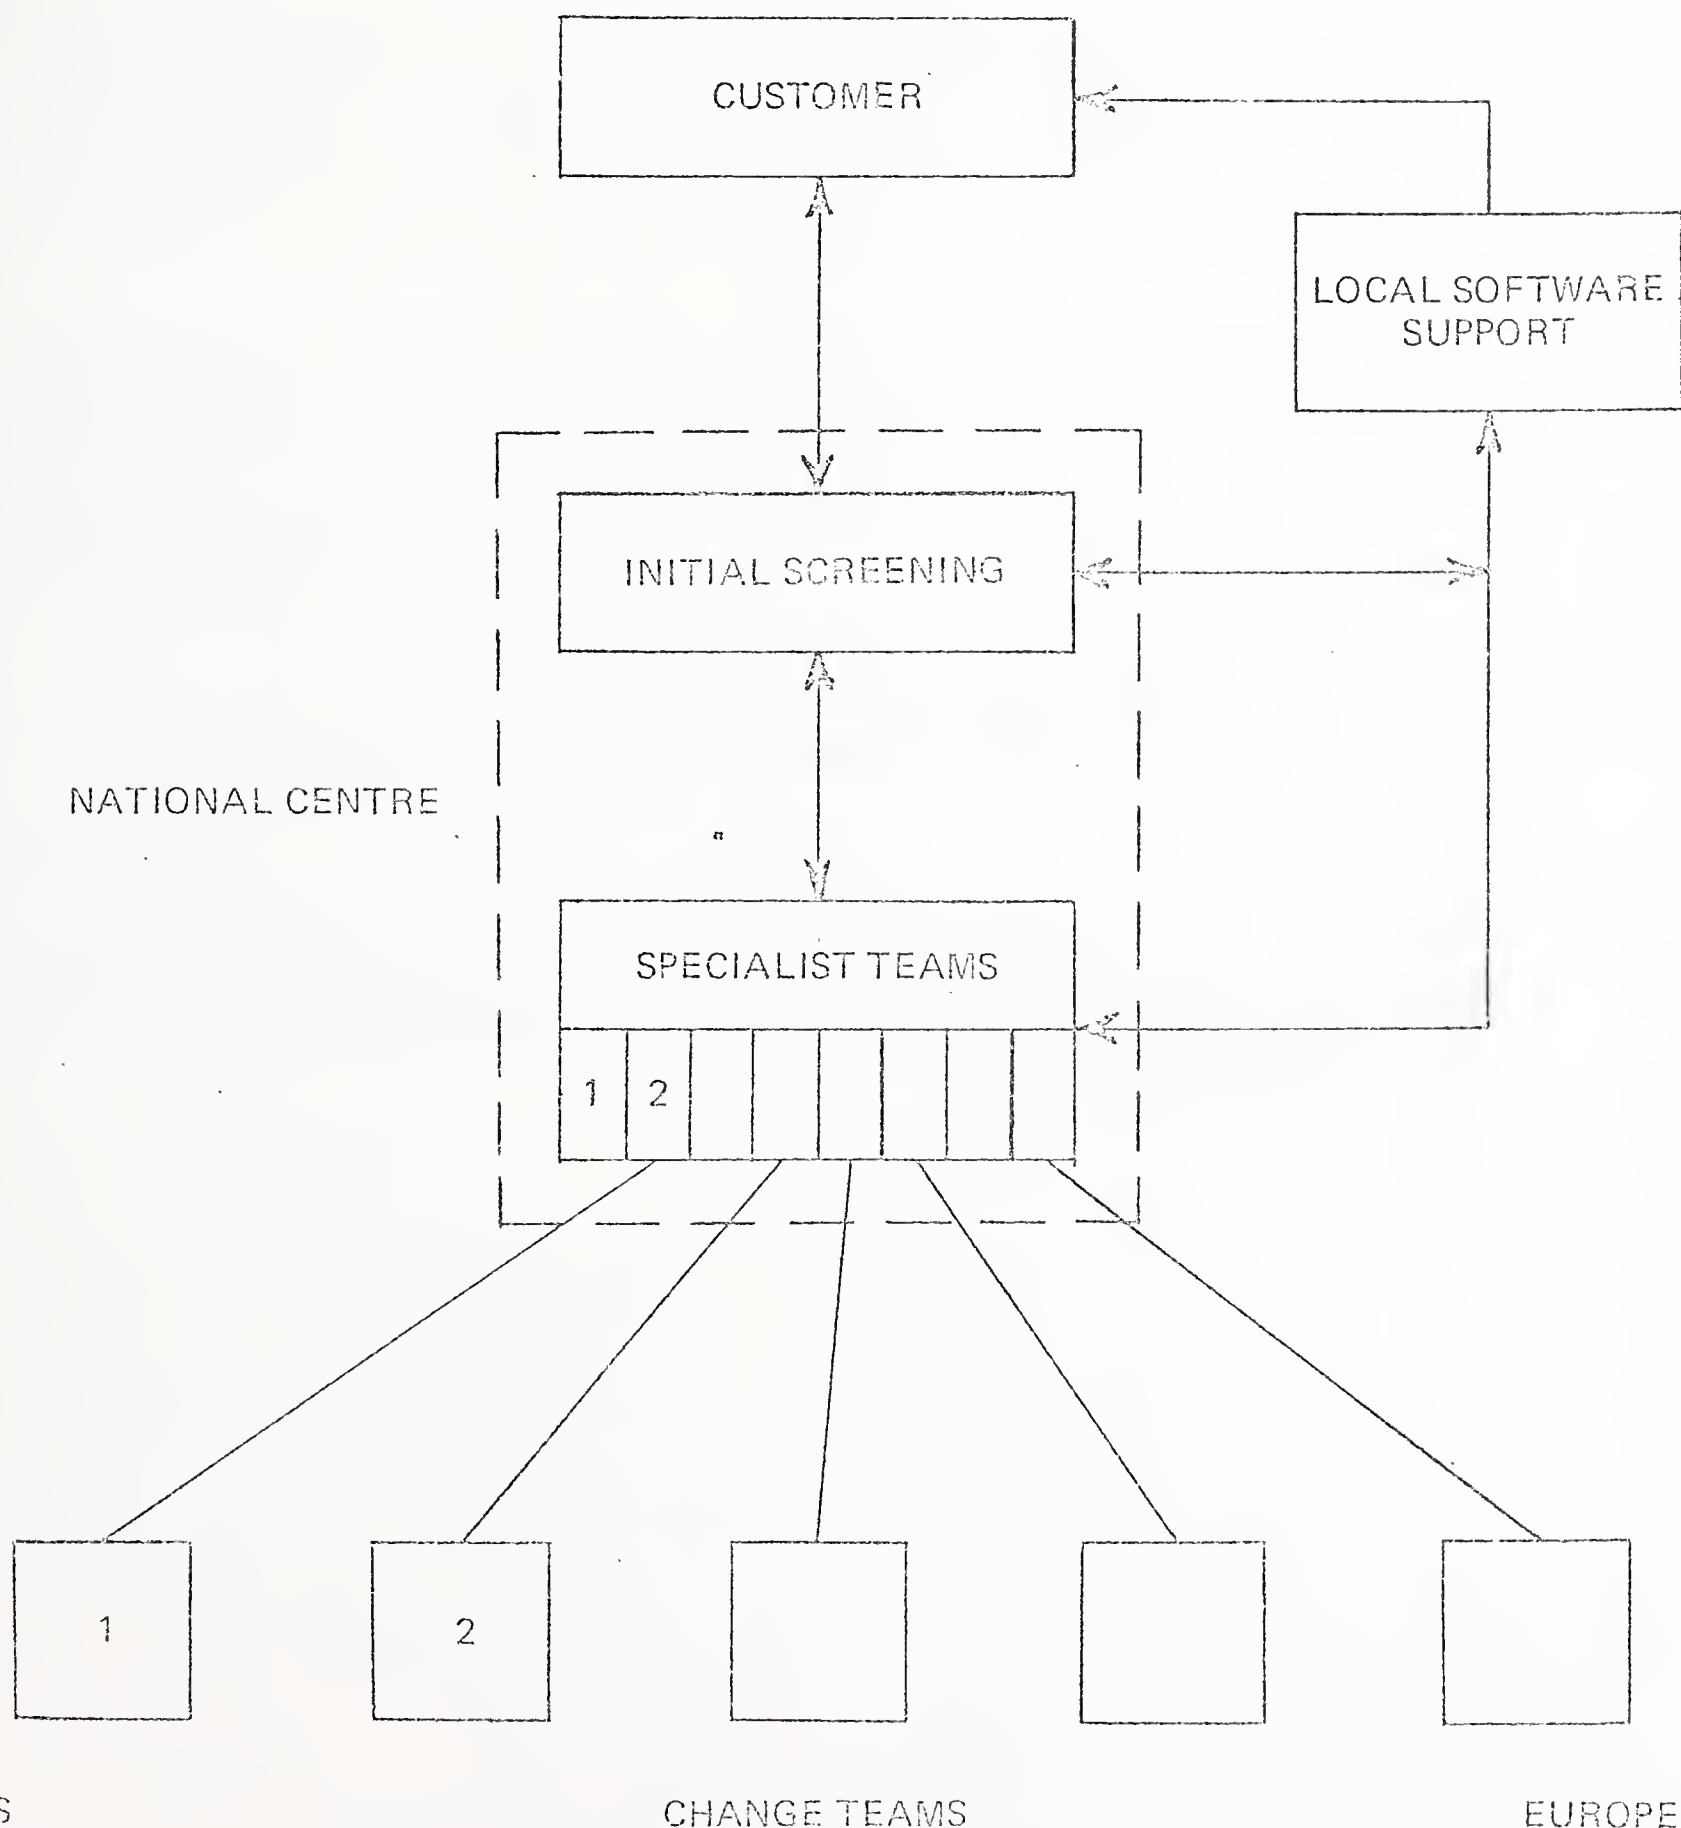 CUSTOMER
LOCAL SOFTWARE
SUPPORT
INITIAL SCREENING
NATIONAL CENTRE
SPECIALIST TEAMS
1 2
1 2
CHANGE TEAMS EUROPE